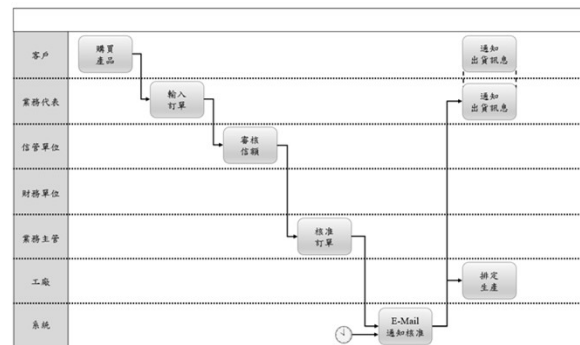 客戶
購買
產品
通知
出貨訊息
業務代表
輸入
訂單
通知
出貨訊息
信管單位
審核
信額
財務單位
業務主管
核准
訂單
工廠
排定
生產
系統
E-Mail
通知核准